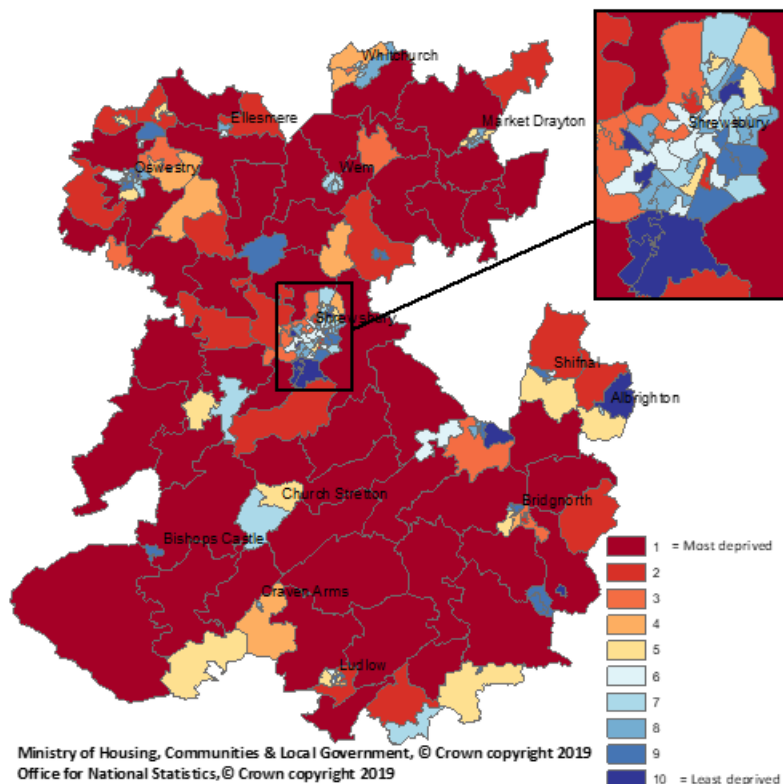 Whitchurch
Ellesmere
Market Drayton
Shrewsbury
Oswestry
Wem
Shrewsbury
Shifnal
Albrighton
Church Stretton
Bridgnorth
Bishops Castle
Craven Arms
Ludlow
1 = Most deprived
2
3
4
5
6
7
8
9
10 = Least deprived
Ministry of Housing, Communities & Local Government, © Crown copyright 2019
Office for National Statistics,© Crown copyright 2019